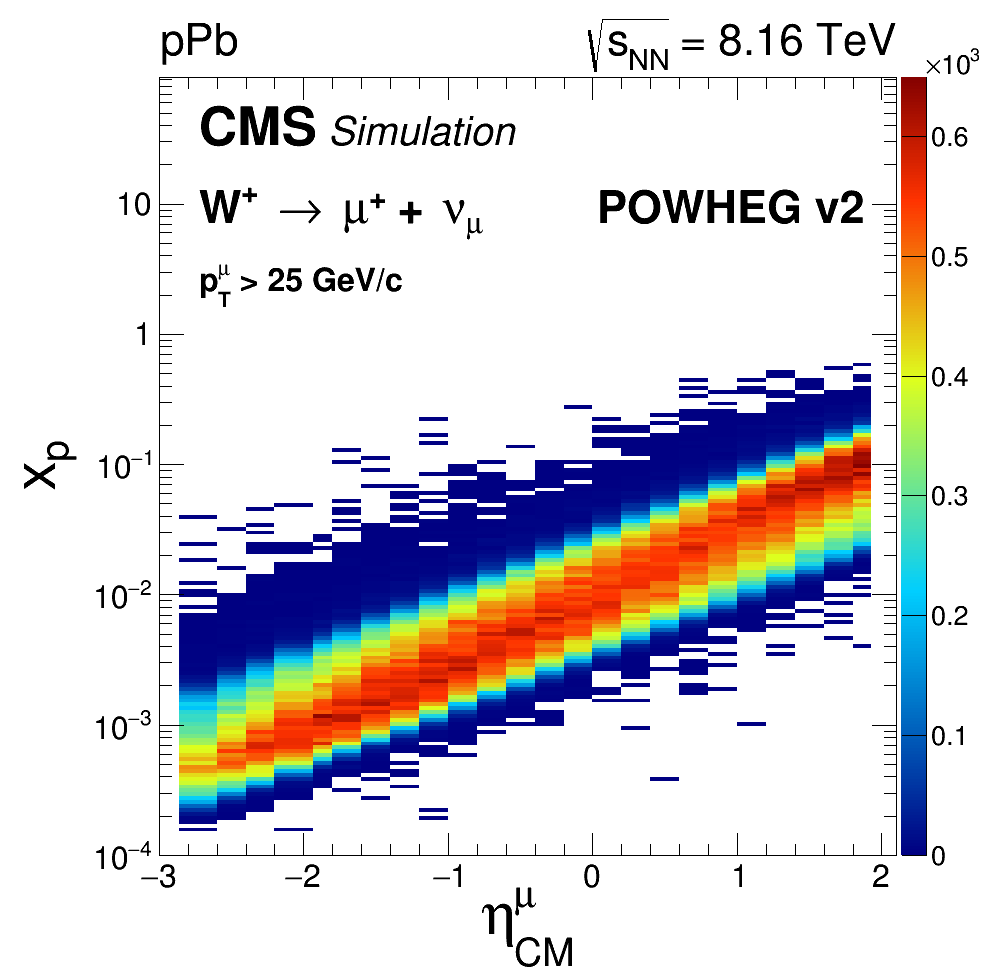 pPb √s_NN = 8.16 TeV
×10³
CMS Simulation
W⁺ → μ⁺ + ν_μ POWHEG v2
p_T^μ > 25 GeV/c
10
1
10⁻¹
10⁻²
10⁻³
10⁻⁴
x_p
−3 −2 −1 0 1 2
η_CM^μ
0.6
0.5
0.4
0.3
0.2
0.1
0